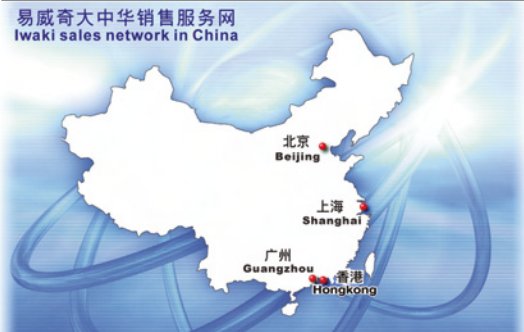 易威奇大中华销售服务网
Iwaki sales network in China
北京
Beijing
上海
Shanghai
广州
Guangzhou
香港
Hongkong